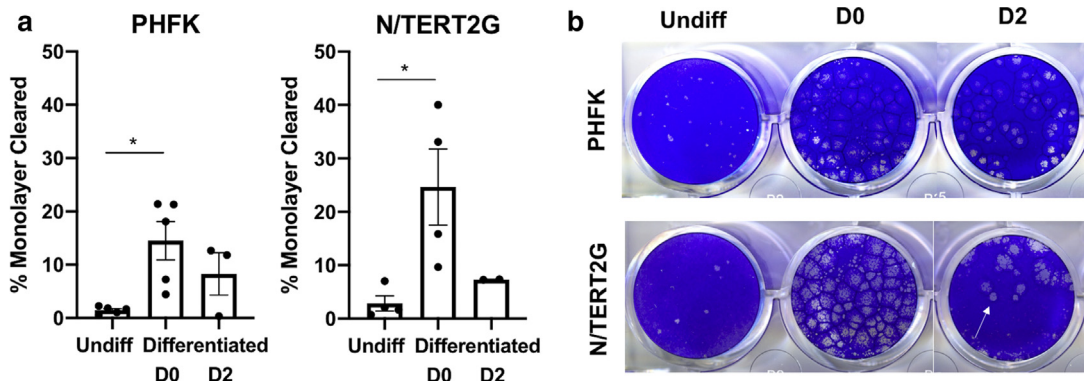 a
PHFK
% Monolayer Cleared
50
40
30
20
10
0
*
Undiff Differentiated
D0 D2
N/TERT2G
% Monolayer Cleared
50
40
30
20
10
0
*
Undiff Differentiated
D0 D2
b
Undiff D0 D2
PHFK
N/TERT2G